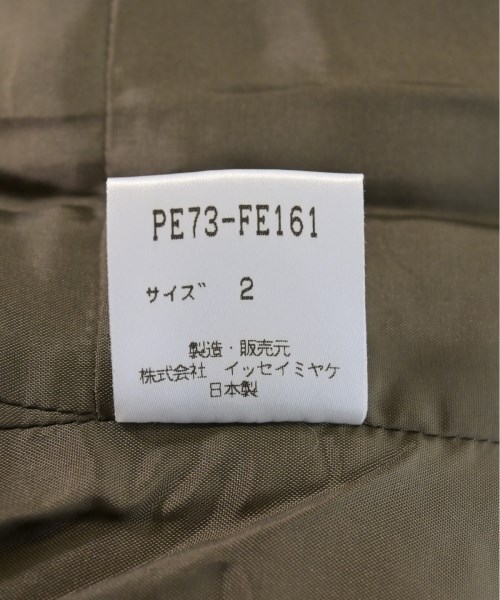 PE73-FE161
サイズ 2
製造・販売元
株式会社 イッセイミヤケ
日本製